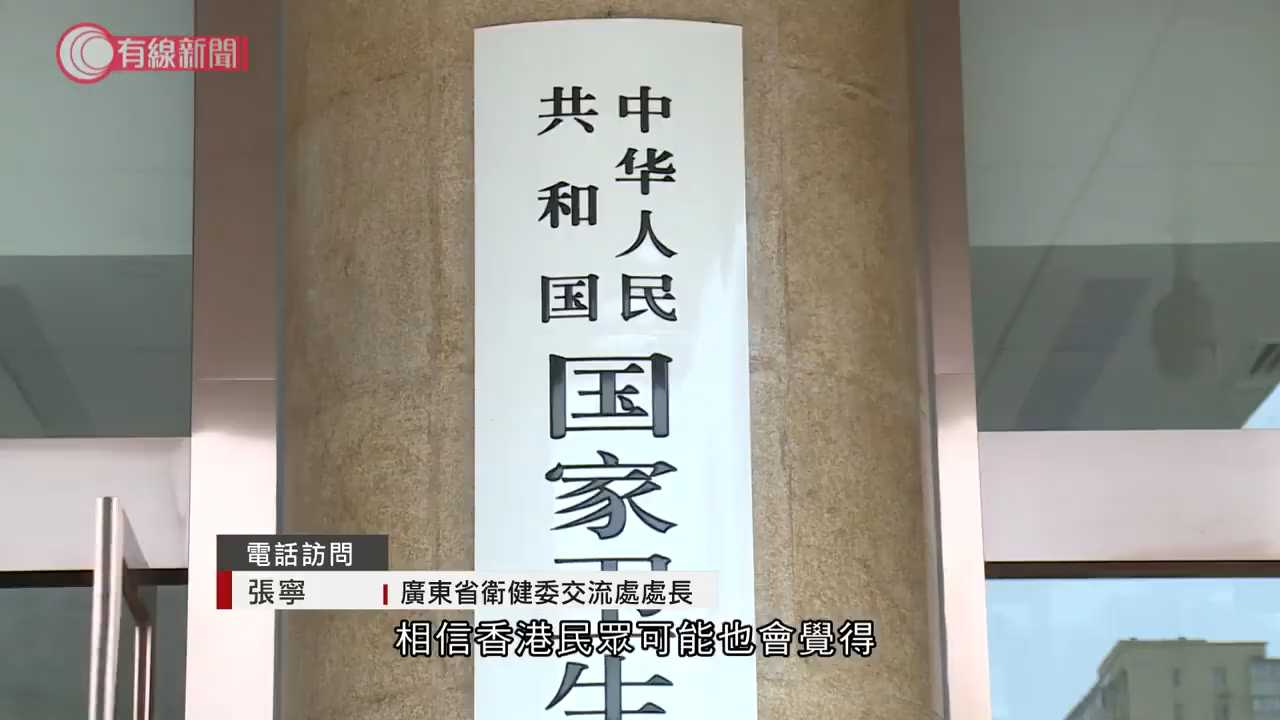 有線新聞
中华人民
共和国
国家卫生
電話訪問
張寧
廣東省衛健委交流處處長
相信香港民眾可能也會覺得